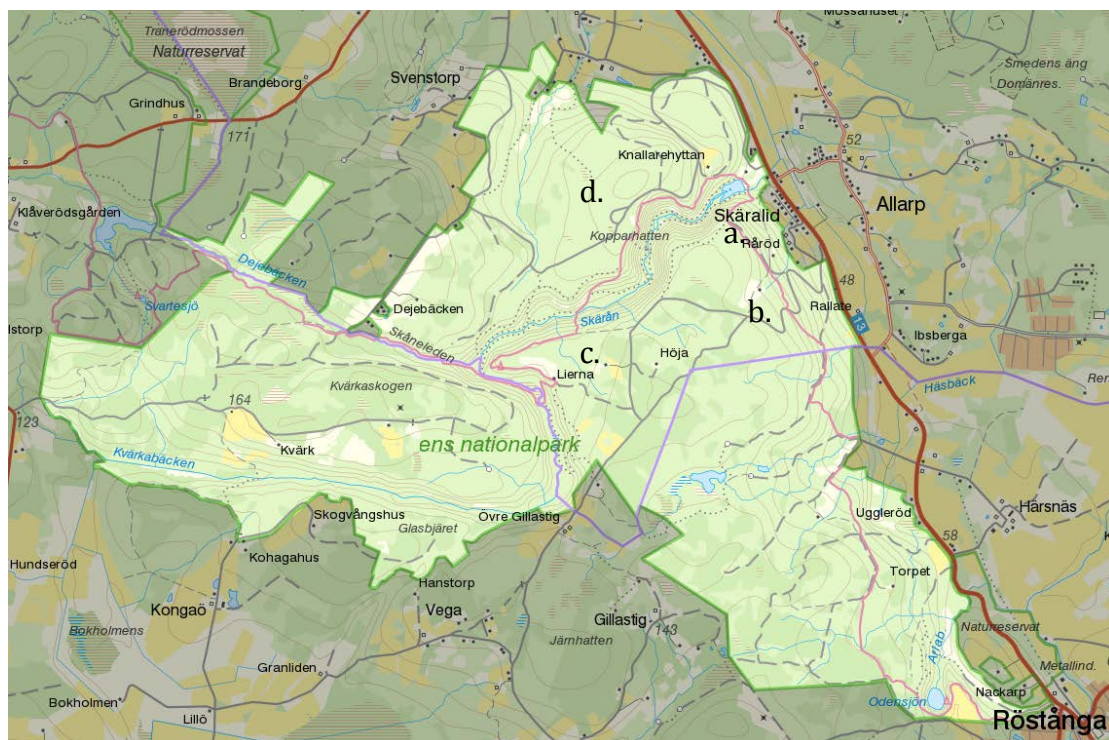 Mossahuset
Tranerödmossen
Naturreservat
Brandeborg
Svenstorp
Smedens äng
Domänres.
Grindhus
171
52
Knallarehyttan
d.
Klåverödsgården
Skäralid
Allarp
a.
Kopparhatten
Råröd
Dejebäcken
48
Svartesjö
Dejebäcken
Skärån
b.
Rallate
13
Ibsberga
Skåneleden
c.
Höja
Lierna
Kvärkaskogen
Häsbäck
164
123
ens nationalpark
Kvärk
Kvärkabäcken
Skogvångshus
Övre Gillastig
Uggleröd
Härsnäs
Glasbjäret
58
Kohagahus
Hundseröd
Torpet
Hanstorp
Kongaö
Vega
Gillastig
143
Naturreservat
Bokholmens
Järnhatten
Arlab
Metallind.
Granliden
Nackarp
Bokholmen
Odensjön
Lillö
Röstånga